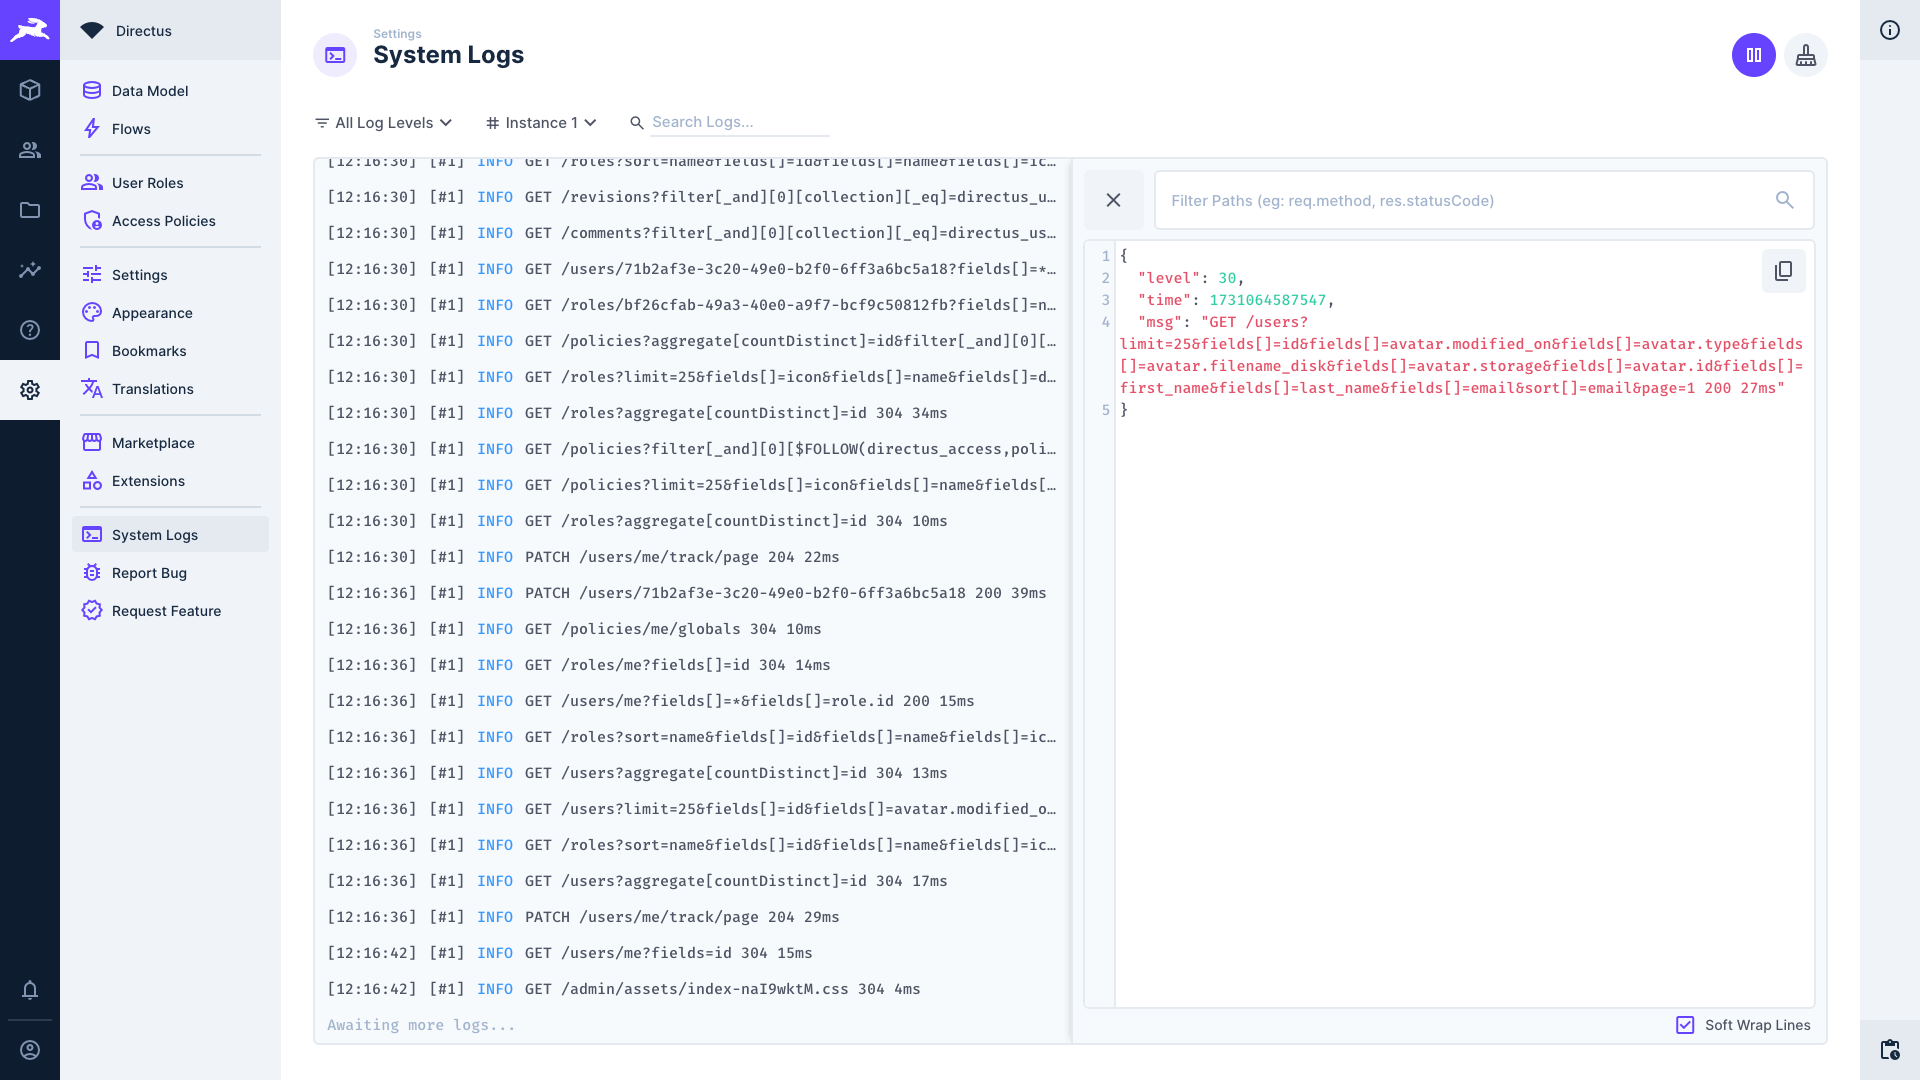 Directus
Data Model
Flows
User Roles
Access Policies
Settings
Appearance
Bookmarks
Translations
Marketplace
Extensions
System Logs
Report Bug
Request Feature
Settings
System Logs
All Log Levels
Instance 1
Search Logs...
[12:16:30] [#1] INFO GET /roles?sort=name&fields[]=id&fields[]=name&fields[]=ic…
[12:16:30] [#1] INFO GET /revisions?filter[_and][0][collection][_eq]=directus_u…
[12:16:30] [#1] INFO GET /comments?filter[_and][0][collection][_eq]=directus_us…
[12:16:30] [#1] INFO GET /users/71b2af3e-3c20-49e0-b2f0-6ff3a6bc5a18?fields[]=*…
[12:16:30] [#1] INFO GET /roles/bf26cfab-49a3-40e0-a9f7-bcf9c50812fb?fields[]=n…
[12:16:30] [#1] INFO GET /policies?aggregate[countDistinct]=id&filter[_and][0][…
[12:16:30] [#1] INFO GET /roles?limit=25&fields[]=icon&fields[]=name&fields[]=d…
[12:16:30] [#1] INFO GET /roles?aggregate[countDistinct]=id 304 34ms
[12:16:30] [#1] INFO GET /policies?filter[_and][0][$FOLLOW(directus_access,poli…
[12:16:30] [#1] INFO GET /policies?limit=25&fields[]=icon&fields[]=name&fields[…
[12:16:30] [#1] INFO GET /roles?aggregate[countDistinct]=id 304 10ms
[12:16:30] [#1] INFO PATCH /users/me/track/page 204 22ms
[12:16:36] [#1] INFO PATCH /users/71b2af3e-3c20-49e0-b2f0-6ff3a6bc5a18 200 39ms
[12:16:36] [#1] INFO GET /policies/me/globals 304 10ms
[12:16:36] [#1] INFO GET /roles/me?fields[]=id 304 14ms
[12:16:36] [#1] INFO GET /users/me?fields[]=*&fields[]=role.id 200 15ms
[12:16:36] [#1] INFO GET /roles?sort=name&fields[]=id&fields[]=name&fields[]=ic…
[12:16:36] [#1] INFO GET /users?aggregate[countDistinct]=id 304 13ms
[12:16:36] [#1] INFO GET /users?limit=25&fields[]=id&fields[]=avatar.modified_o…
[12:16:36] [#1] INFO GET /roles?sort=name&fields[]=id&fields[]=name&fields[]=ic…
[12:16:36] [#1] INFO GET /users?aggregate[countDistinct]=id 304 17ms
[12:16:36] [#1] INFO PATCH /users/me/track/page 204 29ms
[12:16:42] [#1] INFO GET /users/me?fields=id 304 15ms
[12:16:42] [#1] INFO GET /admin/assets/index-naI9wktM.css 304 4ms
Awaiting more logs...
Filter Paths (eg: req.method, res.statusCode)
1 {
2 "level": 30,
3 "time": 1731064587547,
4 "msg": "GET /users?
limit=25&fields[]=id&fields[]=avatar.modified_on&fields[]=avatar.type&fields
[]=avatar.filename_disk&fields[]=avatar.storage&fields[]=avatar.id&fields[]=
first_name&fields[]=last_name&fields[]=email&sort[]=email&page=1 200 27ms"
5 }
Soft Wrap Lines